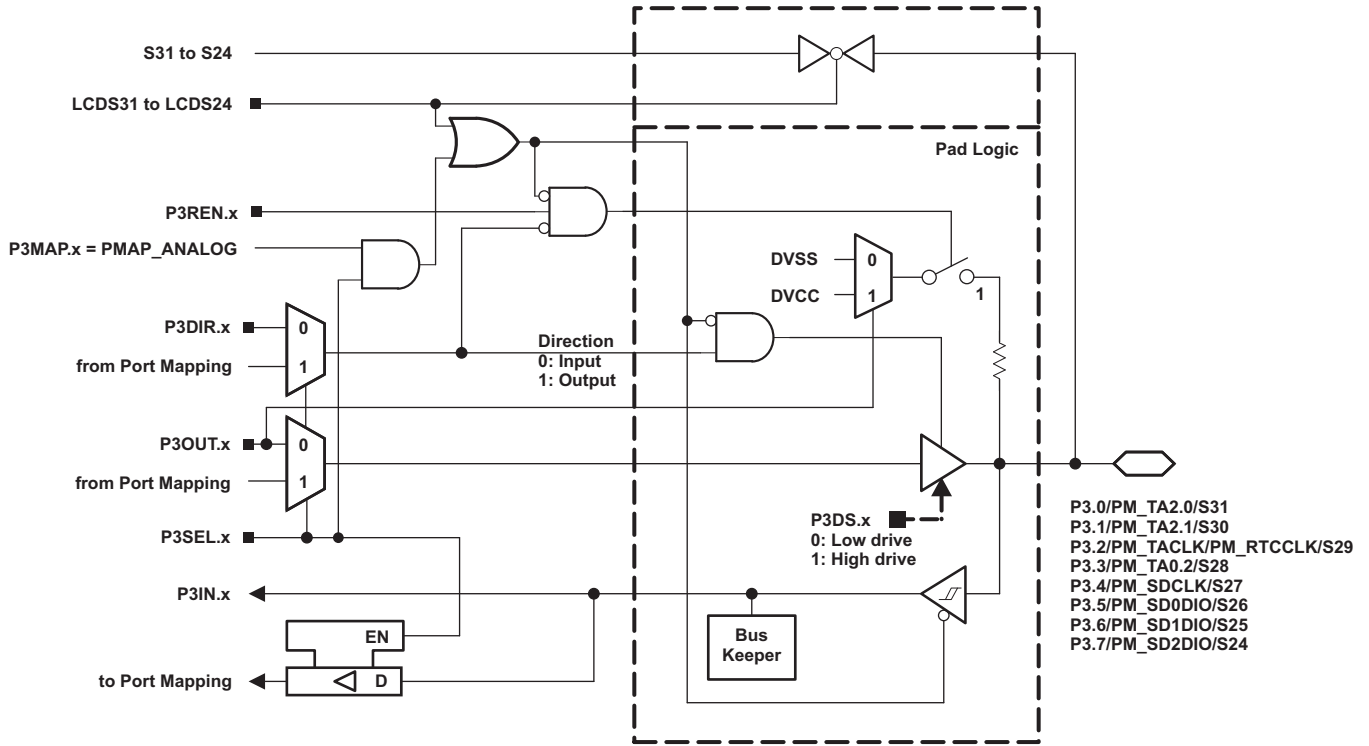 S31 to S24
LCDS31 to LCDS24
Pad Logic
P3REN.x
P3MAP.x = PMAP_ANALOG
DVSS
0
DVCC
1
1
P3DIR.x
0
from Port Mapping
1
Direction
0: Input
1: Output
P3OUT.x
0
from Port Mapping
1
P3DS.x
0: Low drive
1: High drive
P3SEL.x
P3.0/PM_TA2.0/S31
P3.1/PM_TA2.1/S30
P3.2/PM_TACLK/PM_RTCCLK/S29
P3.3/PM_TA0.2/S28
P3.4/PM_SDCLK/S27
P3.5/PM_SD0DIO/S26
P3.6/PM_SD1DIO/S25
P3.7/PM_SD2DIO/S24
P3IN.x
Bus
Keeper
EN
to Port Mapping
D